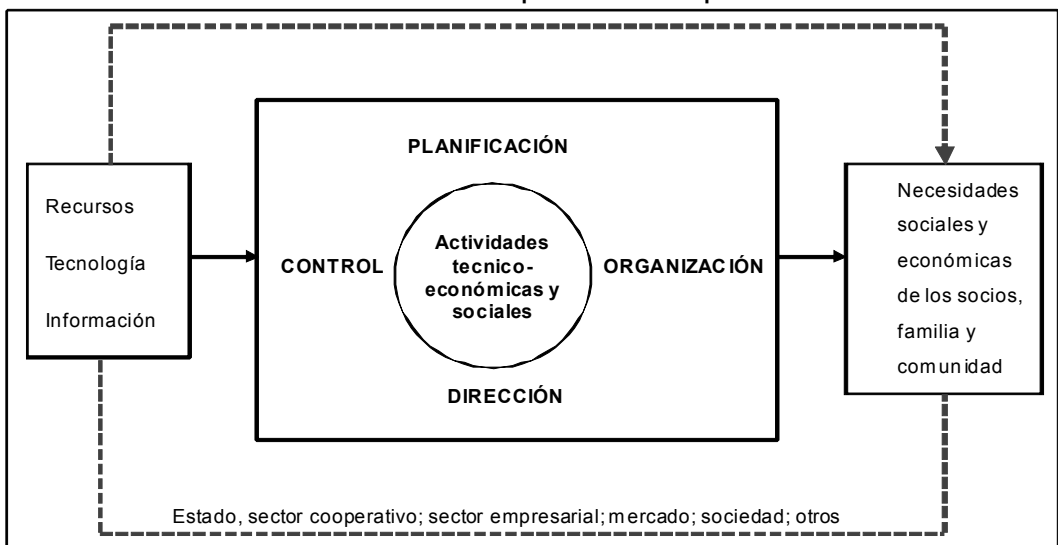 Recursos
Tecnología
Información
PLANIFICACIÓN
CONTROL
Actividades
tecnico-
económicas y
sociales
ORGANIZACIÓN
DIRECCIÓN
Necesidades
sociales y
económicas
de los socios,
familia y
comunidad
Estado, sector cooperativo; sector empresarial; mercado; sociedad; otros